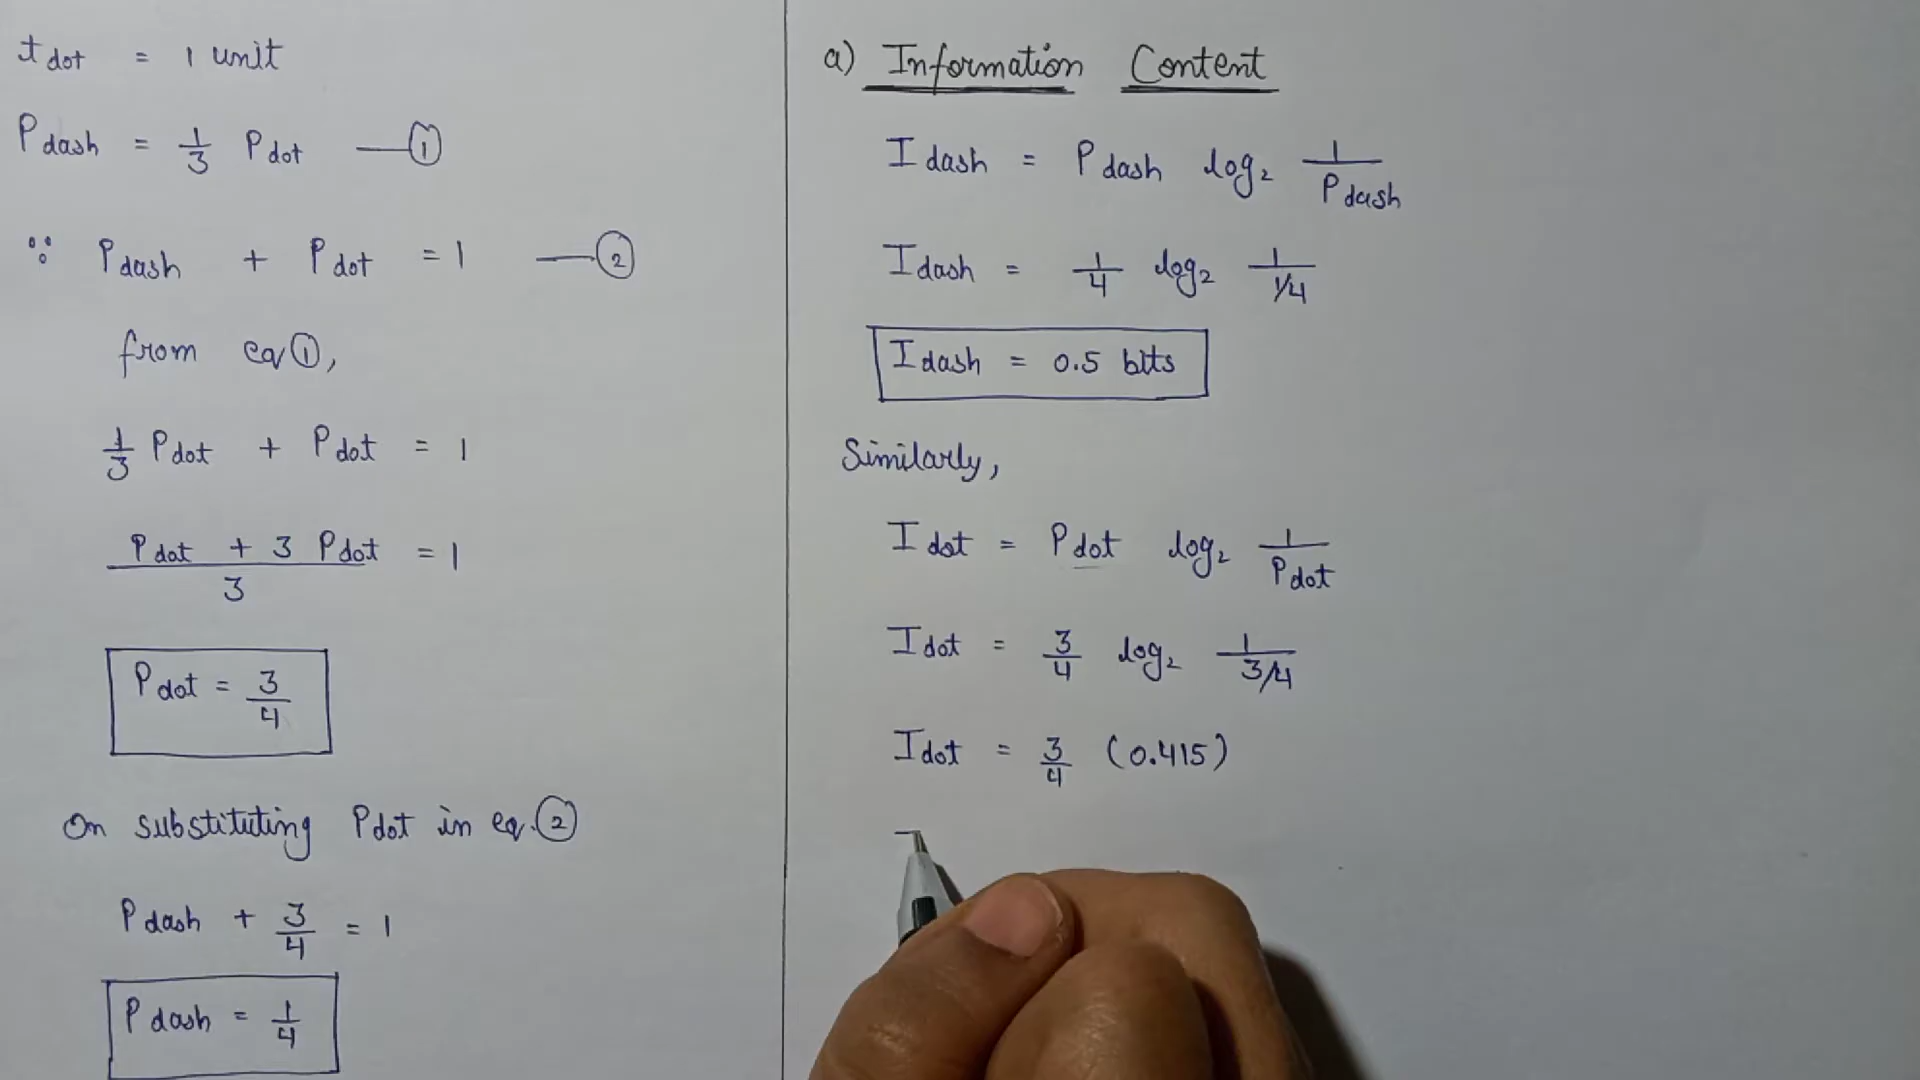 t dot = 1 unit
P dash = 1/3 P dot — ①
∵ P dash + P dot = 1 — ②
from eq ①,
1/3 P dot + P dot = 1
P dot + 3 P dot / 3 = 1
P dot = 3/4
On substituting P dot in eq. ②
P dash + 3/4 = 1
P dash = 1/4
a) Information Content
I dash = P dash log₂ 1/P dash
I dash = 1/4 log₂ 1/1/4
I dash = 0.5 bits
Similarly,
I dot = P dot log₂ 1/P dot
I dot = 3/4 log₂ 1/3/4
I dot = 3/4 (0.415)